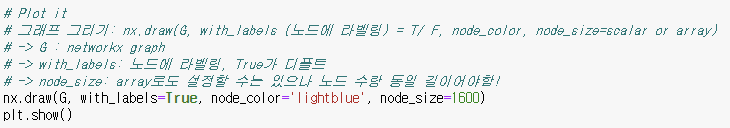 # Plot it
# 그래프 그리기: nx.draw(G, with_labels (노드에 라벨링) = T/ F, node_color, node_size=scalar or array)
# -> G : networkx graph
# -> with_labels: 노드에 라벨링, True가 디폴트
# -> node_size: array로도 설정할 수는 있으나 노드 수랑 동일 길이어야함!
nx.draw(G, with_labels=True, node_color='lightblue', node_size=1600)
plt.show()